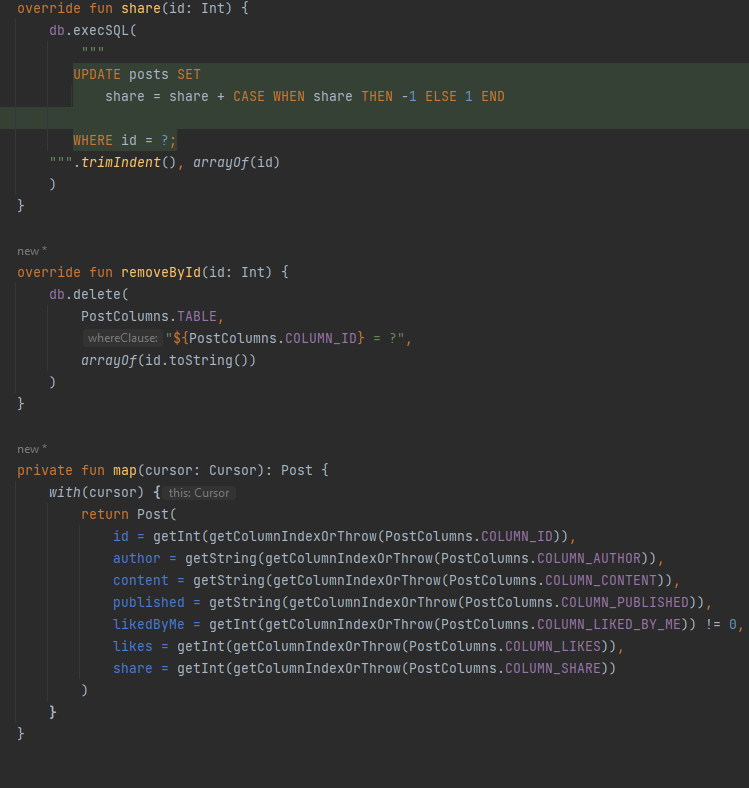 override fun share(id: Int) {
db.execSQL(
"""
UPDATE posts SET
share = share + CASE WHEN share THEN -1 ELSE 1 END
WHERE id = ?;
""".trimIndent(), arrayOf(id)
)
}
new *
override fun removeById(id: Int) {
db.delete(
PostColumns.TABLE,
whereClause: "${PostColumns.COLUMN_ID} = ?",
arrayOf(id.toString())
)
}
new *
private fun map(cursor: Cursor): Post {
with(cursor) { this: Cursor
return Post(
id = getInt(getColumnIndexOrThrow(PostColumns.COLUMN_ID)),
author = getString(getColumnIndexOrThrow(PostColumns.COLUMN_AUTHOR)),
content = getString(getColumnIndexOrThrow(PostColumns.COLUMN_CONTENT)),
published = getString(getColumnIndexOrThrow(PostColumns.COLUMN_PUBLISHED)),
likedByMe = getInt(getColumnIndexOrThrow(PostColumns.COLUMN_LIKED_BY_ME)) != 0,
likes = getInt(getColumnIndexOrThrow(PostColumns.COLUMN_LIKES)),
share = getInt(getColumnIndexOrThrow(PostColumns.COLUMN_SHARE))
)
}
}